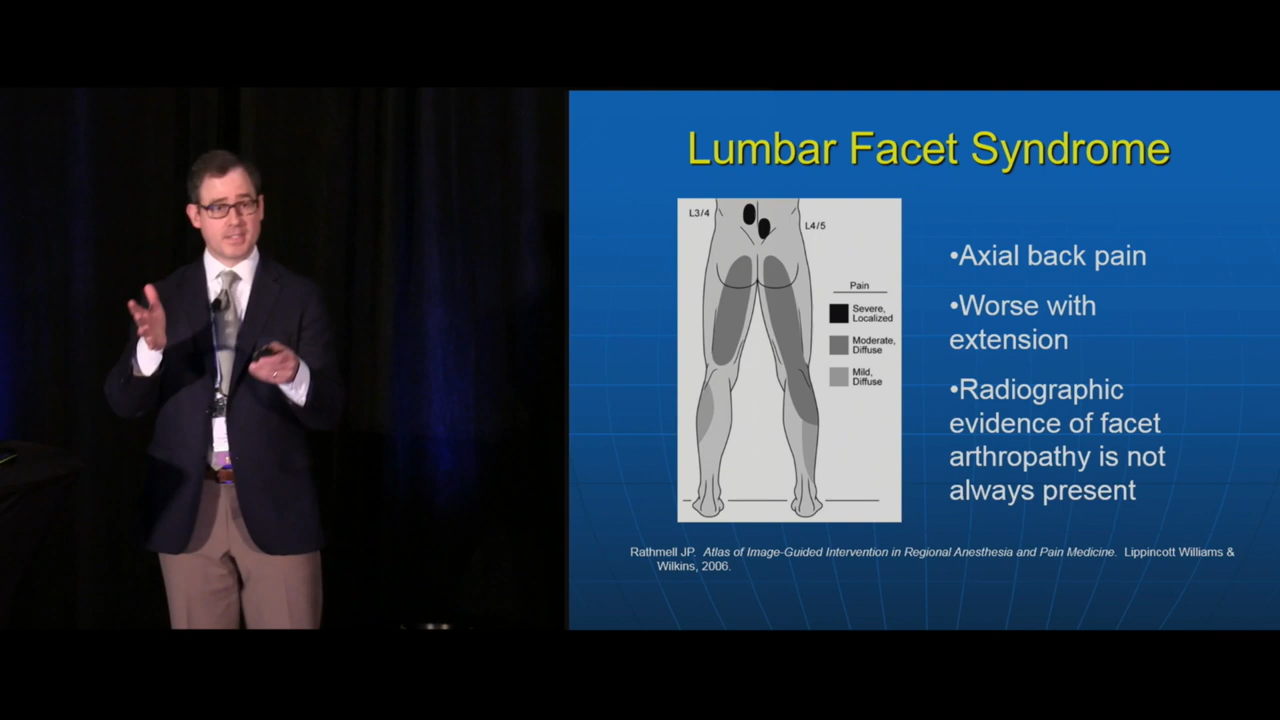 Lumbar Facet Syndrome
L3/4
L4/5
Pain
Severe,
Localized
Moderate,
Diffuse
Mild,
Diffuse
•Axial back pain
•Worse with
extension
•Radiographic
evidence of facet
arthropathy is not
always present
Rathmell JP. Atlas of Image-Guided Intervention in Regional Anesthesia and Pain Medicine. Lippincott Williams &
Wilkins, 2006.